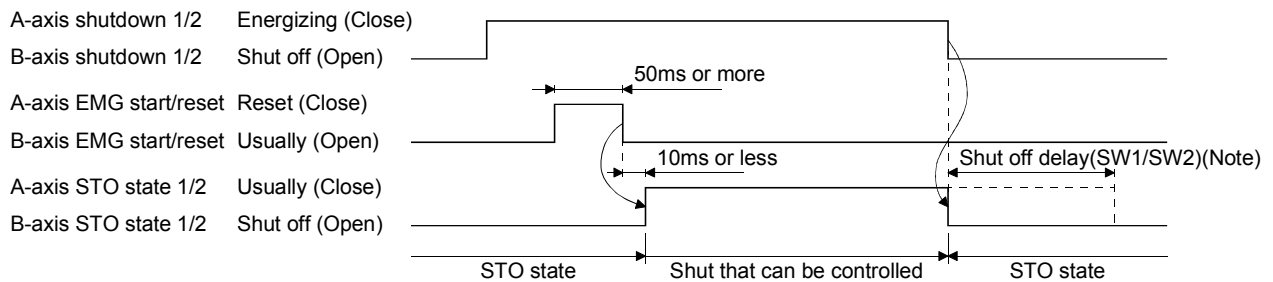 A-axis shutdown 1/2 Energizing (Close)
B-axis shutdown 1/2 Shut off (Open)
50ms or more
A-axis EMG start/reset Reset (Close)
B-axis EMG start/reset Usually (Open)
10ms or less Shut off delay(SW1/SW2)(Note)
A-axis STO state 1/2 Usually (Close)
B-axis STO state 1/2 Shut off (Open)
STO state Shut that can be controlled STO state